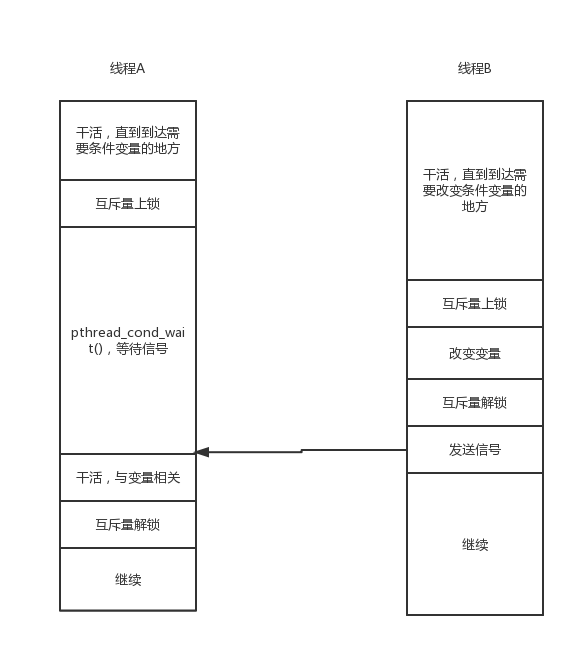 线程A
线程B
干活，直到到达需
要条件变量的地方
互斥量上锁
pthread_cond_wai
t()，等待信号
干活，与变量相关
互斥量解锁
继续
干活，直到到达需
要改变条件变量的
地方
互斥量上锁
改变变量
互斥量解锁
发送信号
继续